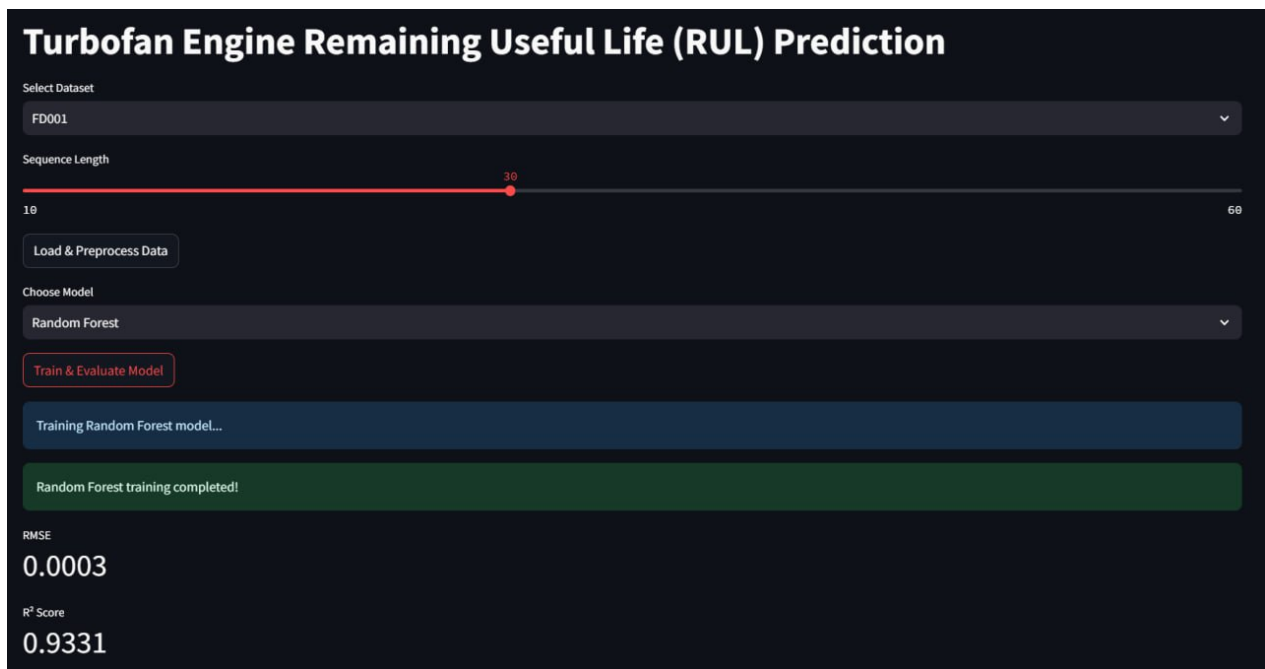 Turbofan Engine Remaining Useful Life (RUL) Prediction
Select Dataset
FD001
Sequence Length
30
10 60
Load & Preprocess Data
Choose Model
Random Forest
Train & Evaluate Model
Training Random Forest model...
Random Forest training completed!
RMSE
0.0003
R² Score
0.9331